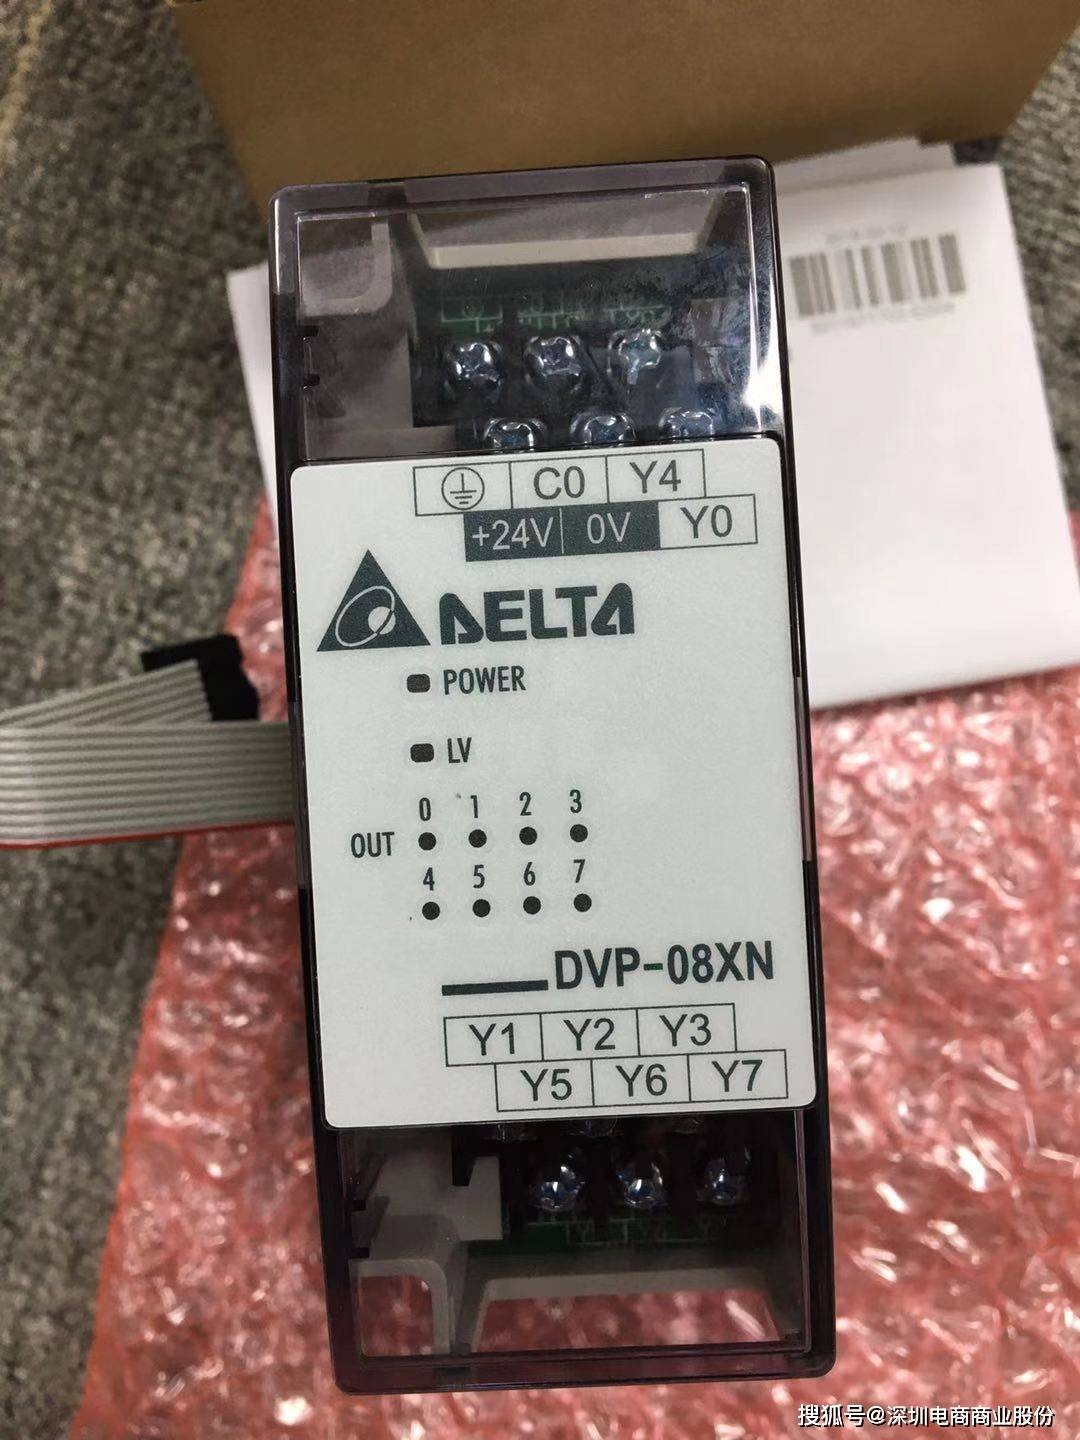 C0 Y4
+24V 0V Y0
DELTA
POWER
LV
0 1 2 3
OUT
4 5 6 7
DVP-08XN
Y1 Y2 Y3
Y5 Y6 Y7
搜狐号@深圳电商商业股份